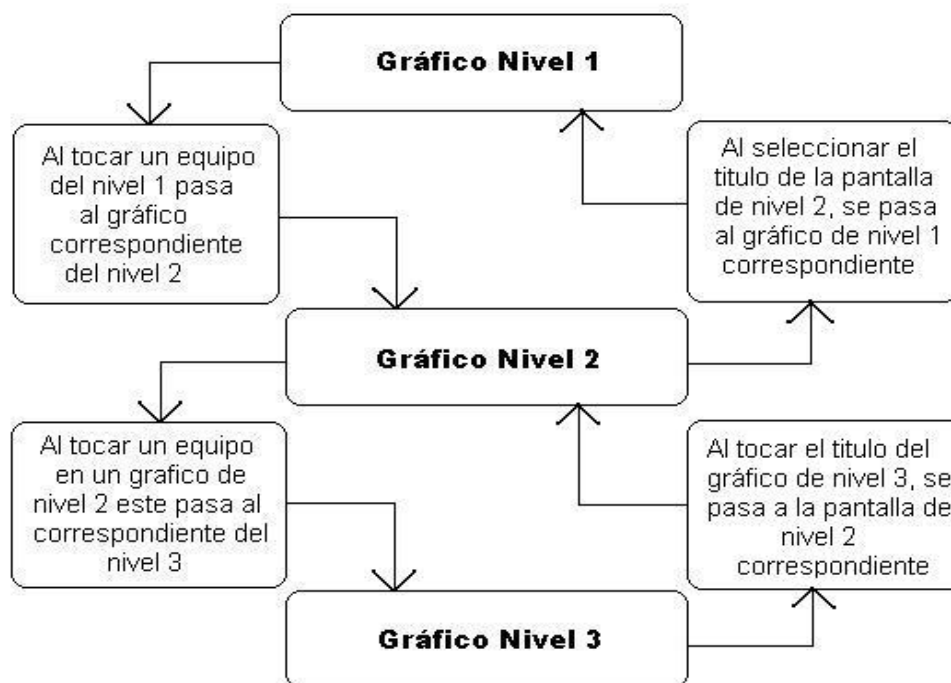 Gráfico Nivel 1
Al tocar un equipo
del nivel 1 pasa
al gráfico
correspondiente
del nivel 2
Al seleccionar el
titulo de la pantalla
de nivel 2, se pasa
al gráfico de nivel 1
correspondiente
Gráfico Nivel 2
Al tocar un equipo
en un grafico de
nivel 2 este pasa al
correspondiente del
nivel 3
Al tocar el titulo del
gráfico de nivel 3, se
pasa a la pantalla de
nivel 2
correspondiente
Gráfico Nivel 3